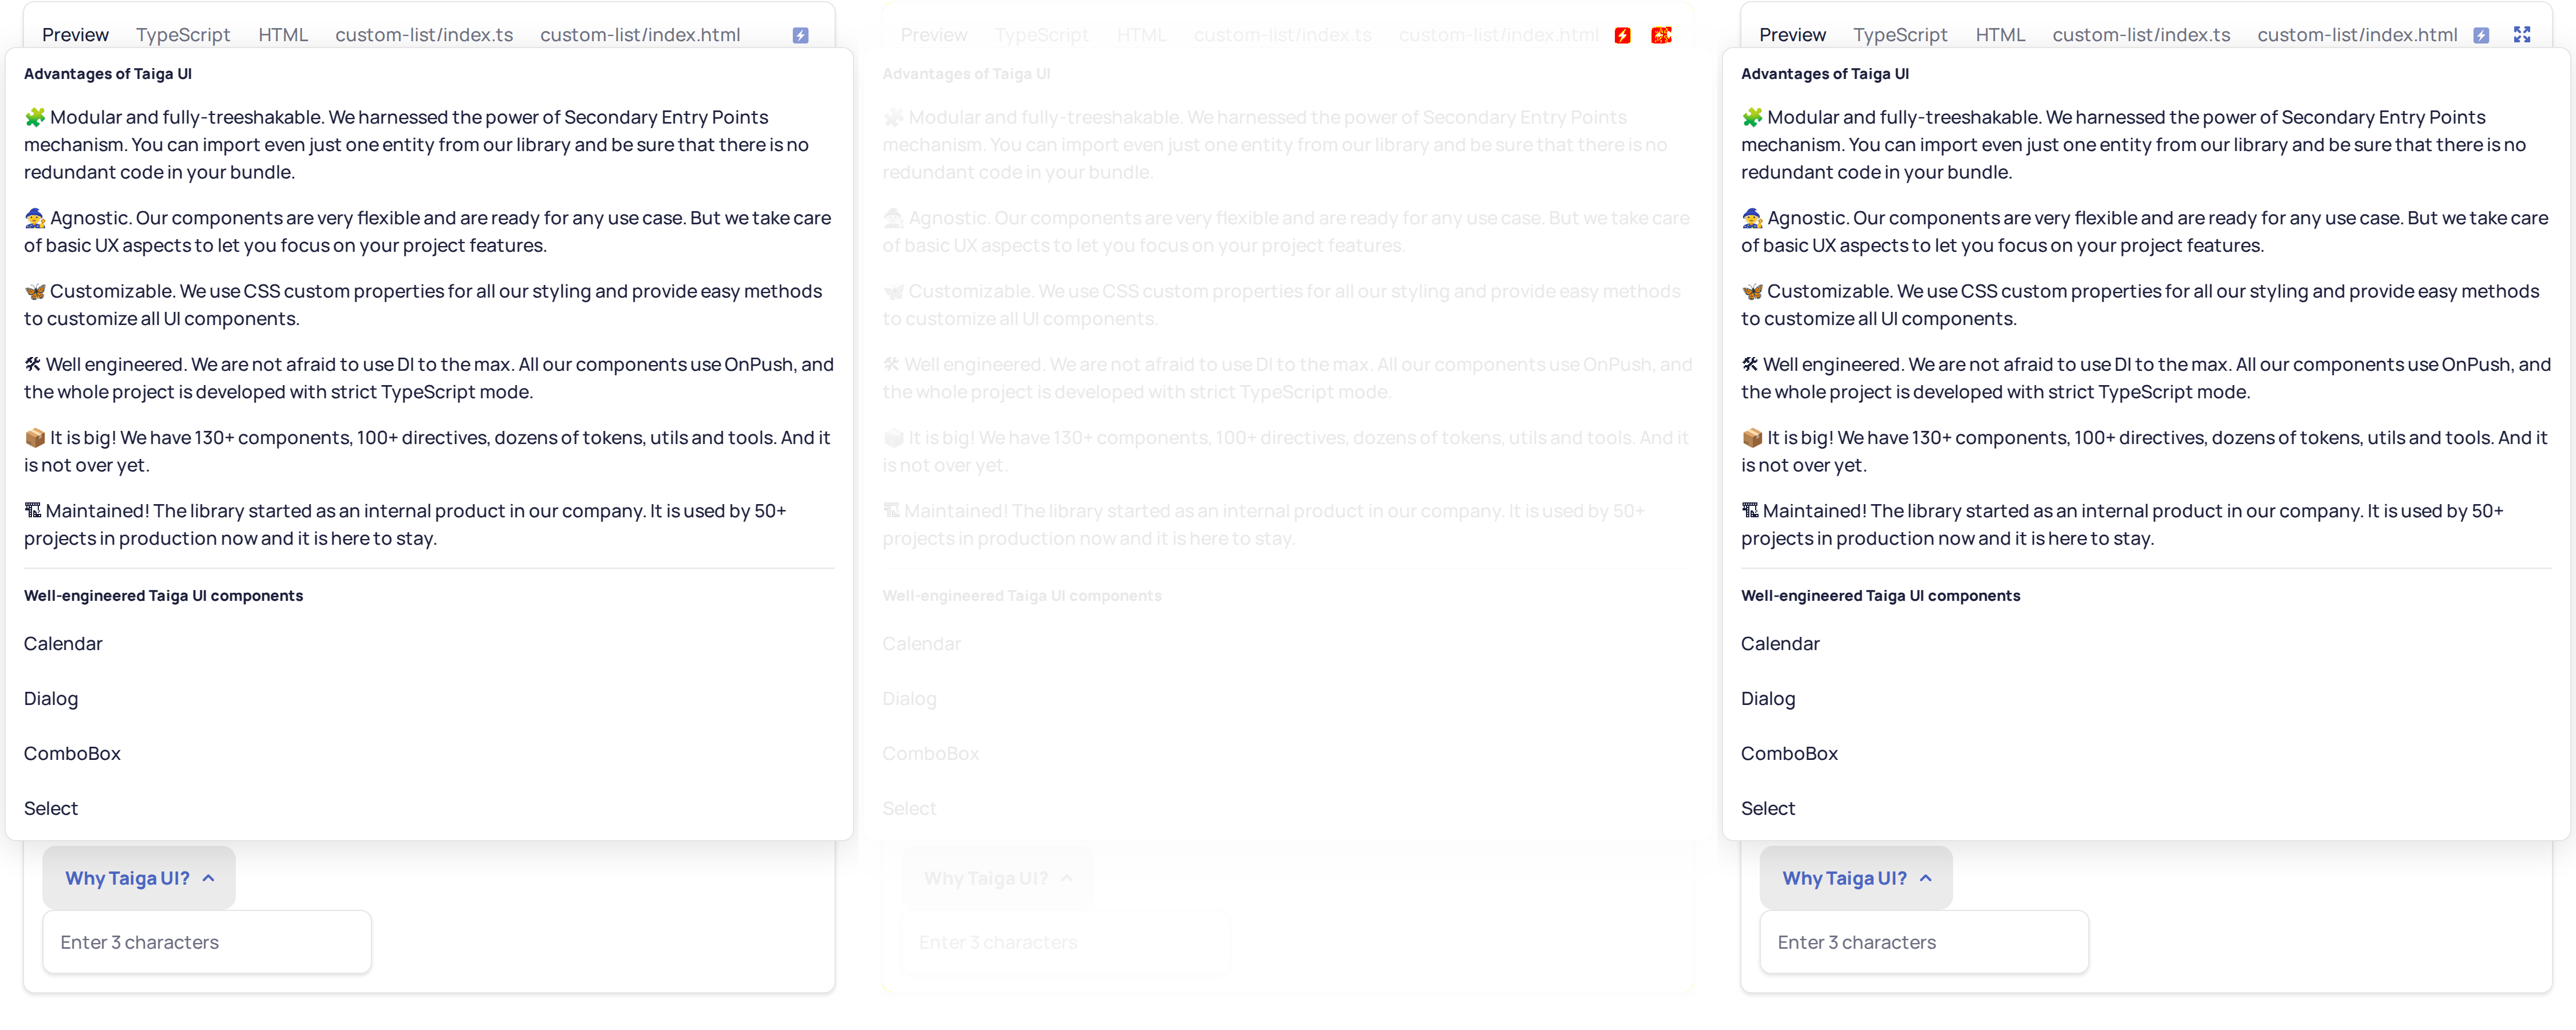 Preview TypeScript HTML custom-list/index.ts custom-list/index.html
Advantages of Taiga UI
🧩 Modular and fully-treeshakable. We harnessed the power of Secondary Entry Points
mechanism. You can import even just one entity from our library and be sure that there is no
redundant code in your bundle.
🧙 Agnostic. Our components are very flexible and are ready for any use case. But we take care
of basic UX aspects to let you focus on your project features.
🦋 Customizable. We use CSS custom properties for all our styling and provide easy methods
to customize all UI components.
🛠 Well engineered. We are not afraid to use DI to the max. All our components use OnPush, and
the whole project is developed with strict TypeScript mode.
📦 It is big! We have 130+ components, 100+ directives, dozens of tokens, utils and tools. And it
is not over yet.
🏗 Maintained! The library started as an internal product in our company. It is used by 50+
projects in production now and it is here to stay.
Well-engineered Taiga UI components
Calendar
Dialog
ComboBox
Select
Why Taiga UI?
Enter 3 characters
Preview TypeScript HTML custom-list/index.ts custom-list/index.html
Advantages of Taiga UI
🧩 Modular and fully-treeshakable. We harnessed the power of Secondary Entry Points
mechanism. You can import even just one entity from our library and be sure that there is no
redundant code in your bundle.
🧙 Agnostic. Our components are very flexible and are ready for any use case. But we take care
of basic UX aspects to let you focus on your project features.
🦋 Customizable. We use CSS custom properties for all our styling and provide easy methods
to customize all UI components.
🛠 Well engineered. We are not afraid to use DI to the max. All our components use OnPush, and
the whole project is developed with strict TypeScript mode.
📦 It is big! We have 130+ components, 100+ directives, dozens of tokens, utils and tools. And it
is not over yet.
🏗 Maintained! The library started as an internal product in our company. It is used by 50+
projects in production now and it is here to stay.
Well-engineered Taiga UI components
Calendar
Dialog
ComboBox
Select
Why Taiga UI?
Enter 3 characters
Preview TypeScript HTML custom-list/index.ts custom-list/index.html
Advantages of Taiga UI
🧩 Modular and fully-treeshakable. We harnessed the power of Secondary Entry Points
mechanism. You can import even just one entity from our library and be sure that there is no
redundant code in your bundle.
🧙 Agnostic. Our components are very flexible and are ready for any use case. But we take care
of basic UX aspects to let you focus on your project features.
🦋 Customizable. We use CSS custom properties for all our styling and provide easy methods
to customize all UI components.
🛠 Well engineered. We are not afraid to use DI to the max. All our components use OnPush, and
the whole project is developed with strict TypeScript mode.
📦 It is big! We have 130+ components, 100+ directives, dozens of tokens, utils and tools. And it
is not over yet.
🏗 Maintained! The library started as an internal product in our company. It is used by 50+
projects in production now and it is here to stay.
Well-engineered Taiga UI components
Calendar
Dialog
ComboBox
Select
Why Taiga UI?
Enter 3 characters